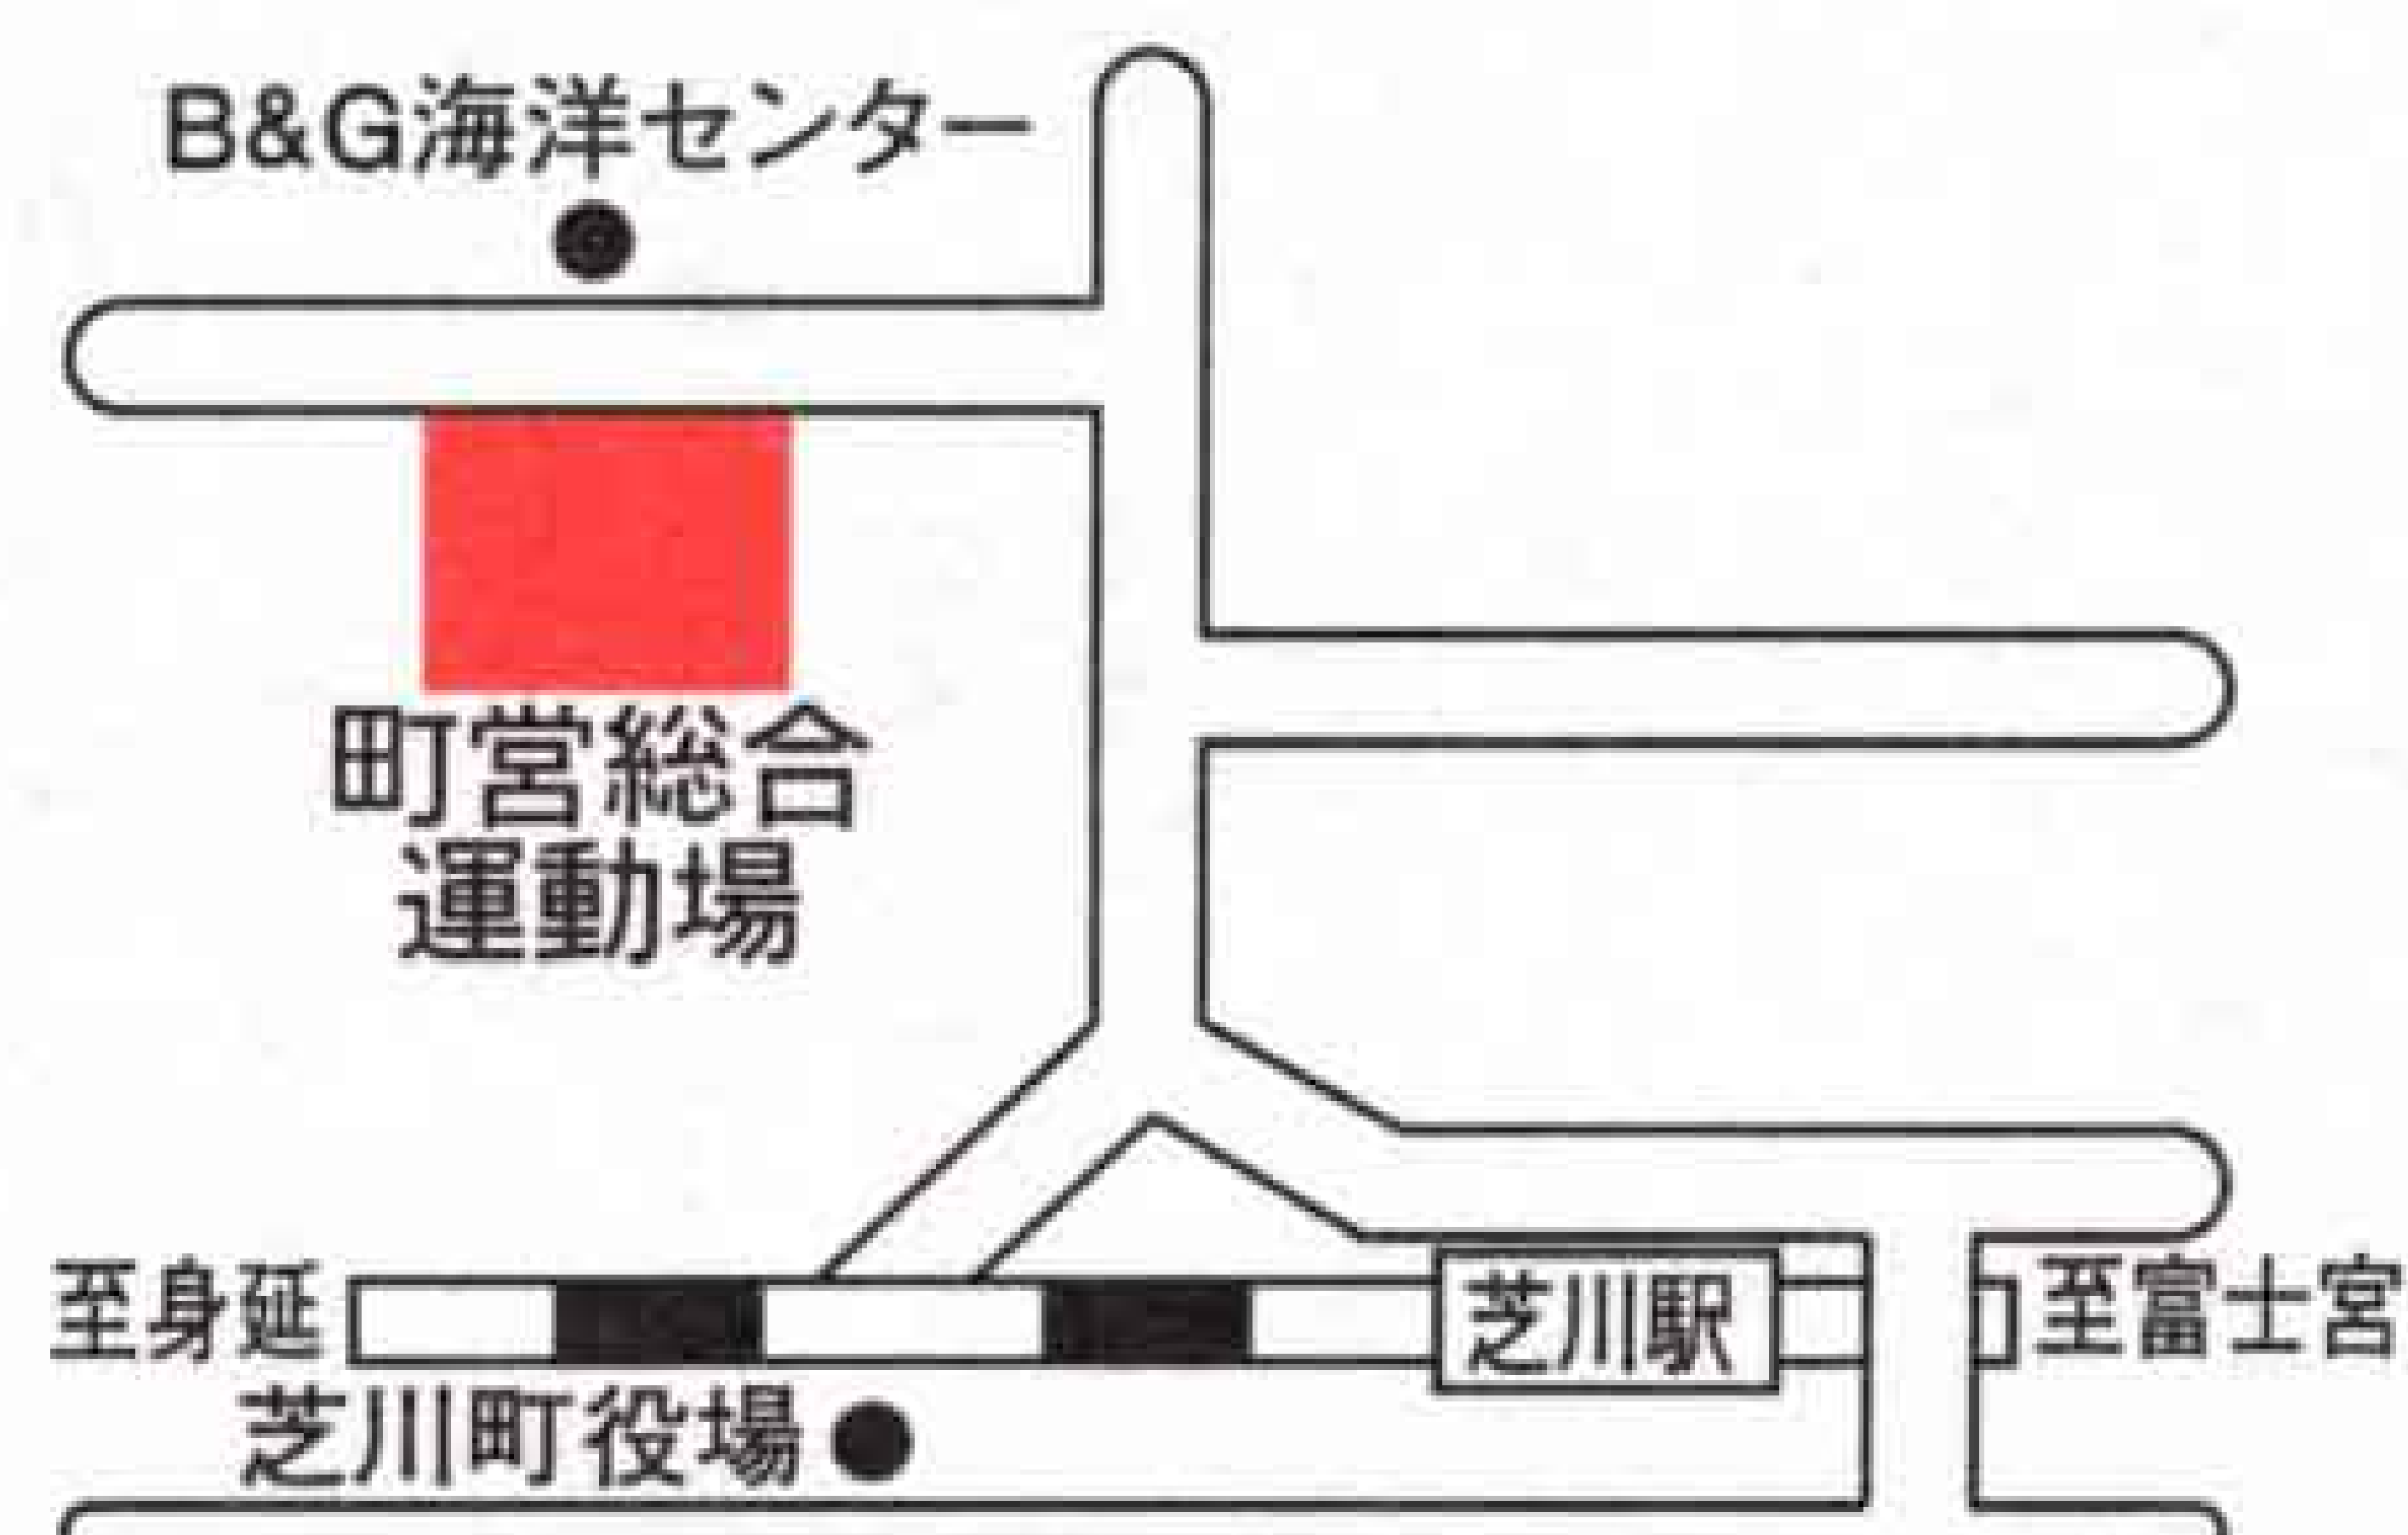 B&G海洋センター
町営総合
運動場
至身延
芝川駅
至富士宮
芝川町役場